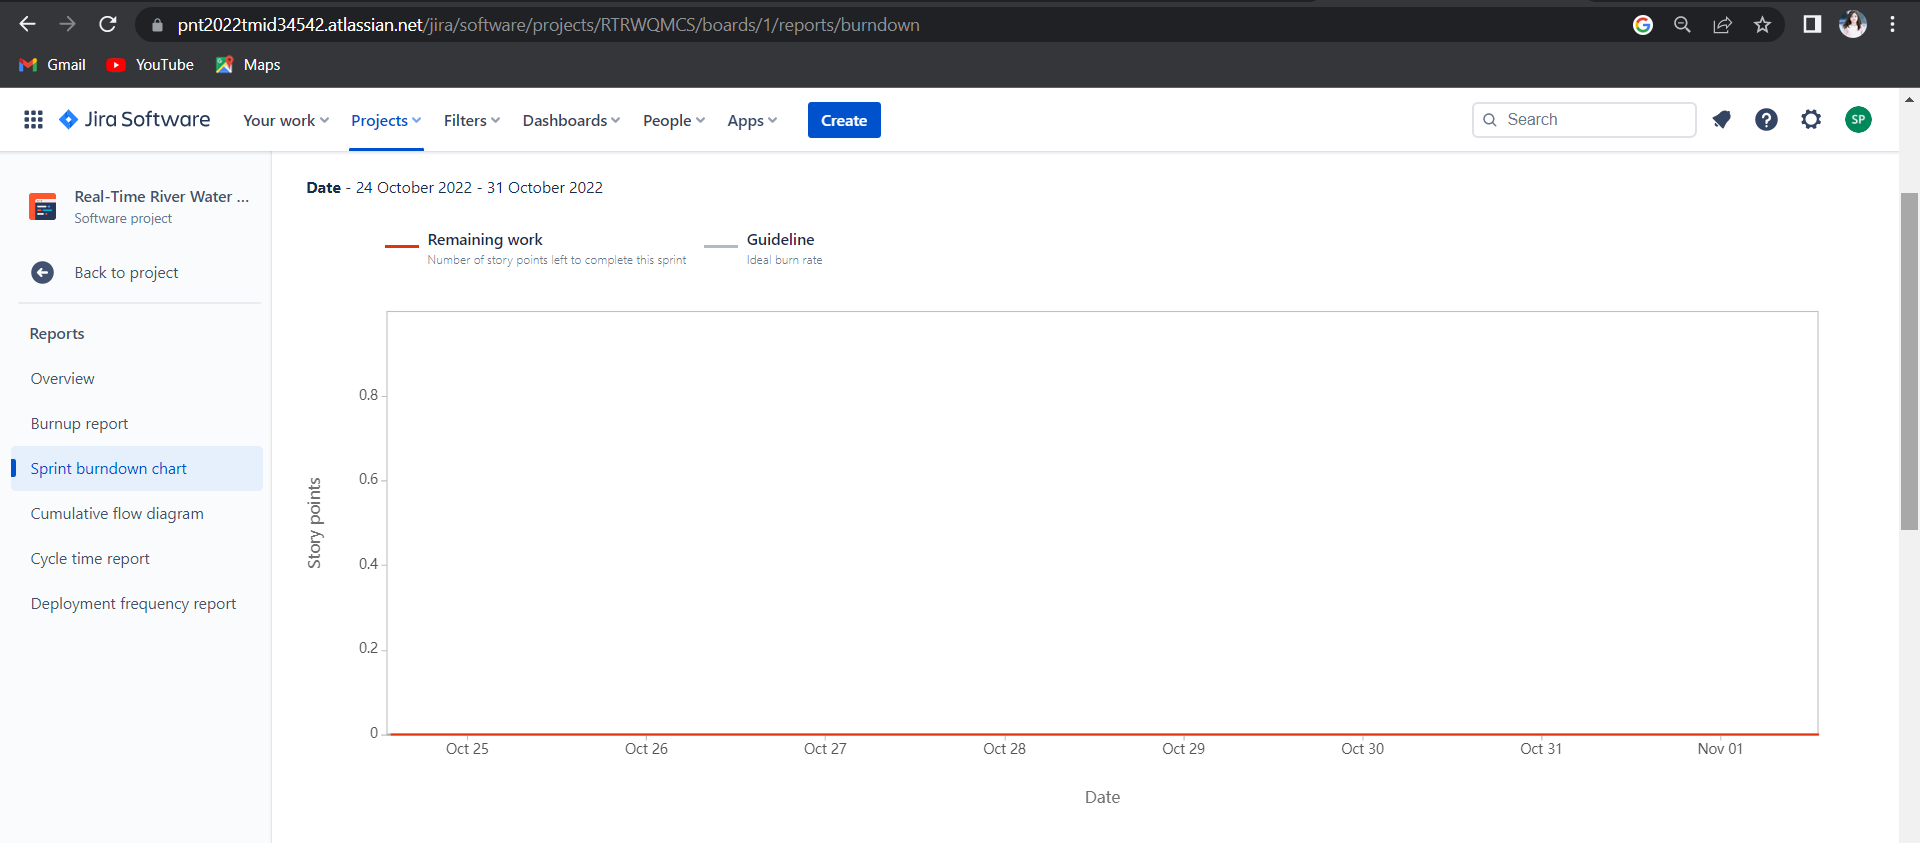 pnt2022tmid34542.atlassian.net/jira/software/projects/RTRWQMCS/boards/1/reports/burndown
Gmail YouTube Maps
Jira Software Your work Projects Filters Dashboards People Apps Create Search SP
Real-Time River Water ...
Software project
Back to project
Reports
Overview
Burnup report
Sprint burndown chart
Cumulative flow diagram
Cycle time report
Deployment frequency report
Date - 24 October 2022 - 31 October 2022
Remaining work
Number of story points left to complete this sprint
Guideline
Ideal burn rate
Story points
0.8
0.6
0.4
0.2
0
Oct 25 Oct 26 Oct 27 Oct 28 Oct 29 Oct 30 Oct 31 Nov 01
Date